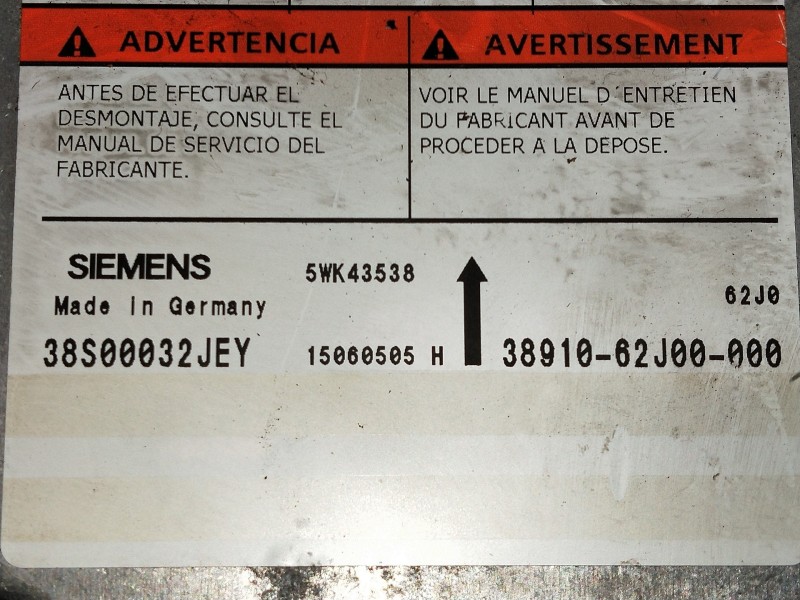 ADVERTENCIA
ANTES DE EFECTUAR EL
DESMONTAJE, CONSULTE EL
MANUAL DE SERVICIO DEL
FABRICANTE.
AVERTISSEMENT
VOIR LE MANUEL D´ENTRETIEN
DU FABRICANT AVANT DE
PROCEDER A LA DEPOSE.
SIEMENS
Made in Germany
38S00032JEY
5WK43538
15060505 H
62J0
38910-62J00-000